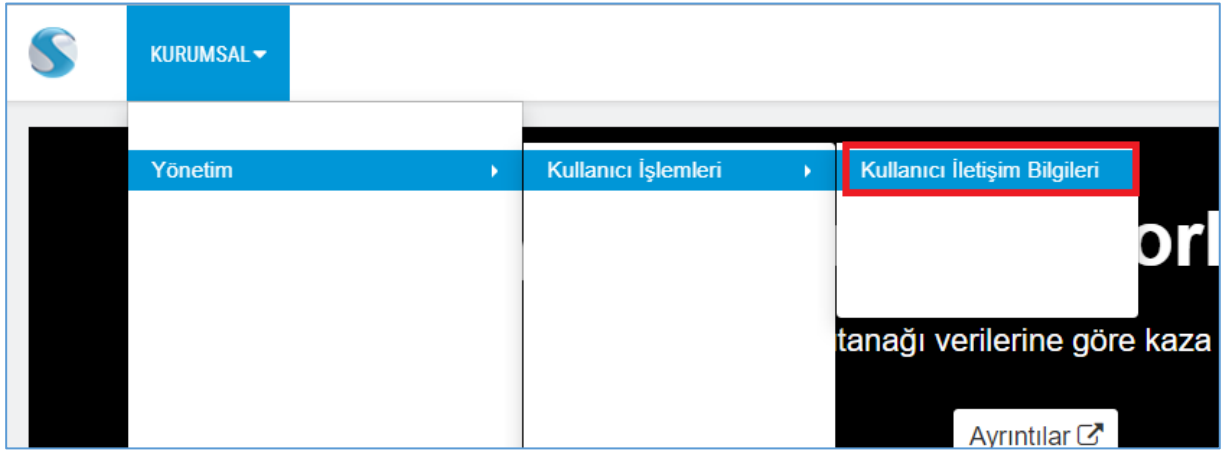 KURUMSAL
Yönetim
Kullanıcı İşlemleri
Kullanıcı İletişim Bilgileri
tanağı verilerine göre kaza
Ayrıntılar